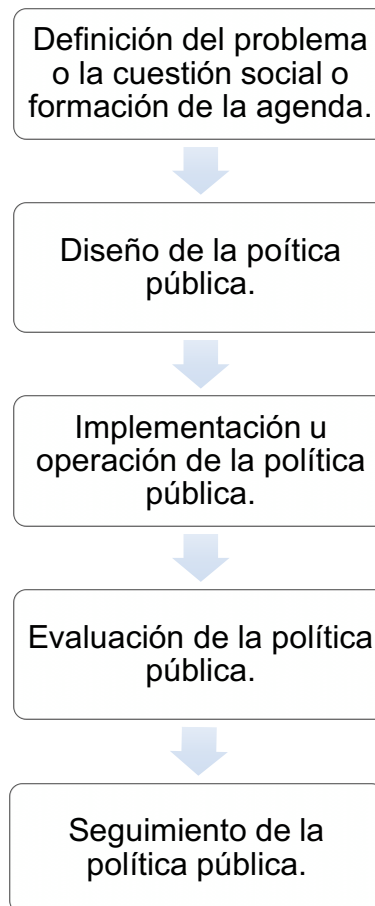 Definición del problema
o la cuestión social o
formación de la agenda.
Diseño de la poítica
pública.
Implementación u
operación de la política
pública.
Evaluación de la política
pública.
Seguimiento de la
política pública.